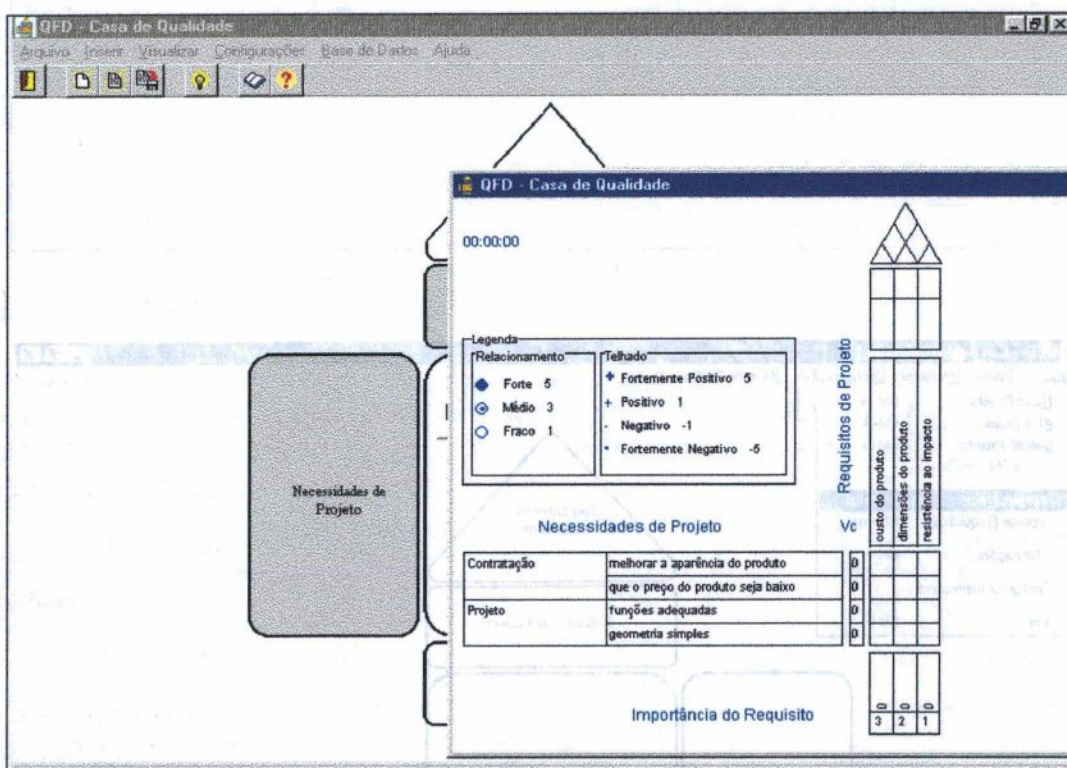 QFD - Casa de Qualidade
Arquivo Inserir Visualizar Configurações Base de Dados Ajuda
QFD - Casa de Qualidade
00:00:00
Legenda
Relacionamento
Forte 5
Médio 3
Fraco 1
Telhado
+ Fortemente Positivo 5
+ Positivo 1
- Negativo -1
- Fortemente Negativo -5
Requisitos de Projeto
custo do produto
dimensões do produto
resistência ao impacto
Necessidades de Projeto
Necessidades de Projeto
Vc
Contratação melhorar a aparência do produto 0
que o preço do produto seja baixo 0
Projeto funções adequadas 0
geometria simples 0
Importância do Requisito
0 0 0
3 2 1